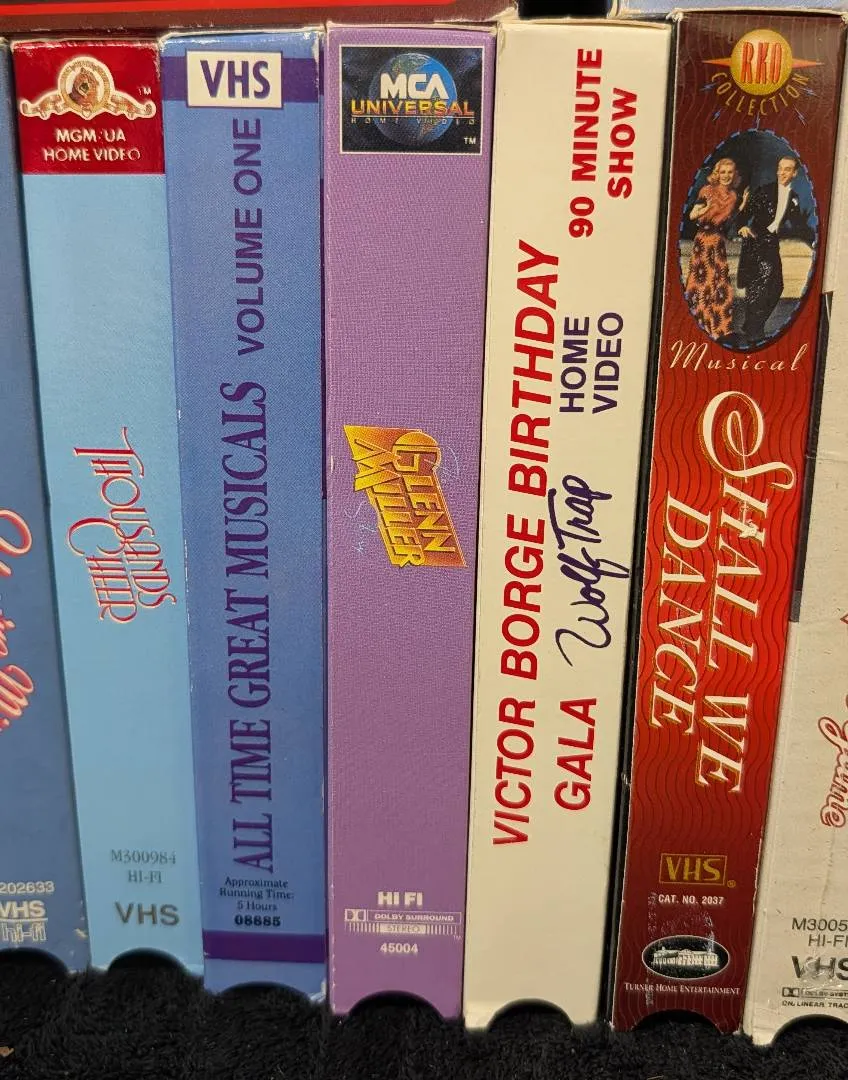 202633
VHS
hi-fi
MGM/UA
HOME VIDEO
THOUSANDS
CHEER
M300984
HI-FI
VHS
VHS
ALL TIME GREAT MUSICALS VOLUME ONE
Approximate
Running Time:
5 Hours
08885
MCA
UNIVERSAL
HOME VIDEO
TM
GLENN
MILLER
HI FI
DOLBY SURROUND
STEREO
45004
VICTOR BORGE BIRTHDAY
GALA
Wolf Trap
HOME
VIDEO
90 MINUTE
SHOW
RKO
COLLECTION
Musical
SHALL WE
DANCE
VHS
CAT. NO. 2037
TURNER HOME ENTERTAINMENT
M3005
HI-FI
VHS